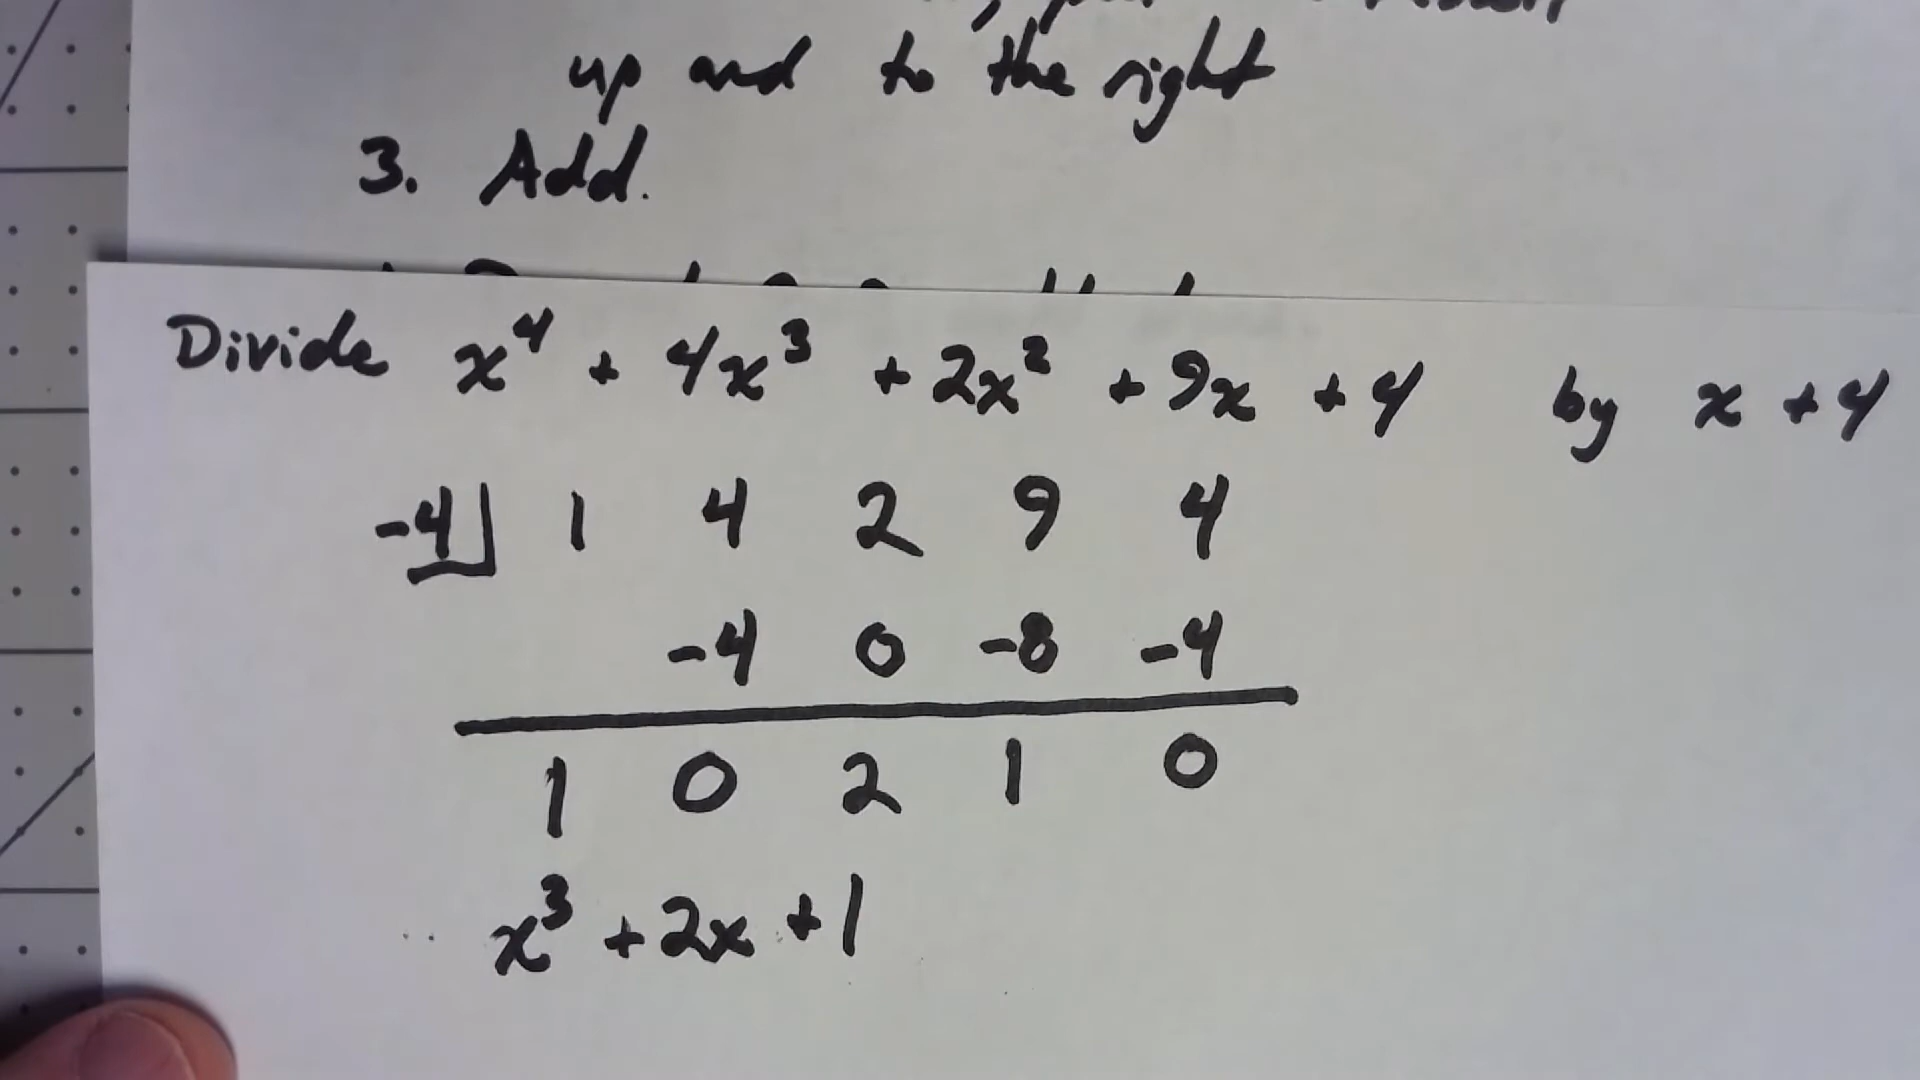 up and to the right
3. Add.
Divide x⁴ + 4x³ + 2x² + 9x + 4 by x + 4
-4 1 4 2 9 4
-4 0 -8 -4
1 0 2 1 0
x³ + 2x + 1